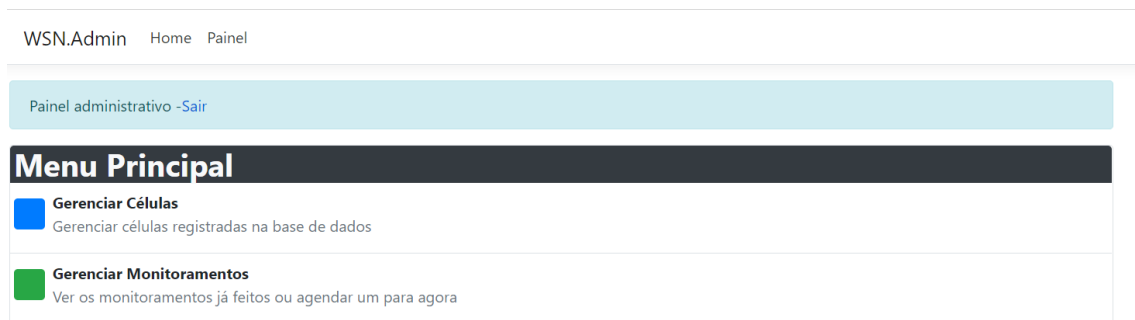 WSN.Admin Home Painel
Painel administrativo -Sair
Menu Principal
Gerenciar Células
Gerenciar células registradas na base de dados
Gerenciar Monitoramentos
Ver os monitoramentos já feitos ou agendar um para agora